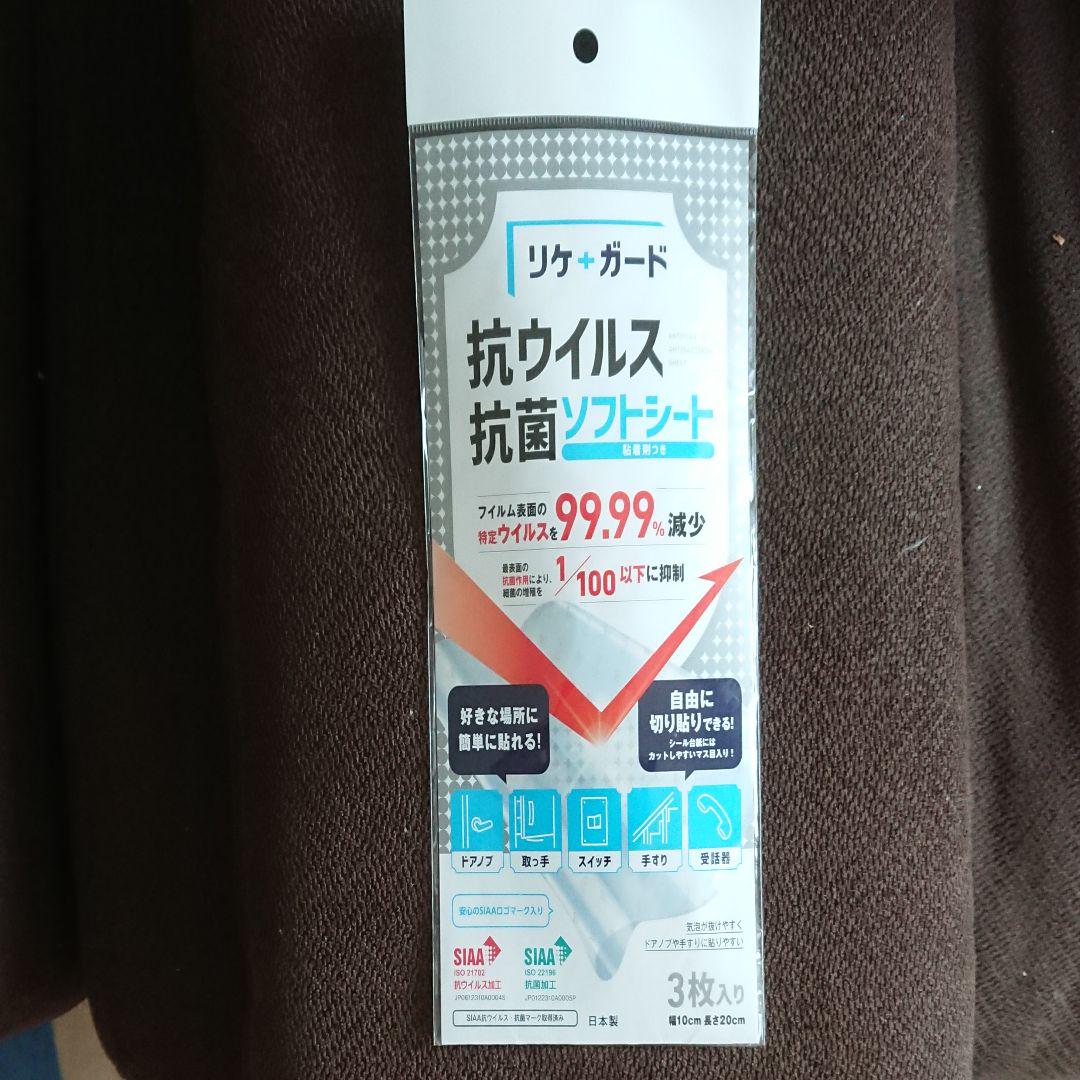 リケ+ガード
抗ウイルス
抗菌ソフトシート
粘着剤つき
フイルム表面の
特定ウイルスを99.99%減少
最表面の
抗菌作用により、
細菌の増殖を
1/100以下に抑制
好きな場所に
簡単に貼れる!
自由に
切り貼りできる!
シール台紙には
カットしやすいマス目入り!
ドアノブ
取っ手
スイッチ
手すり
受話器
安心のSIAAロゴマーク入り
気泡が抜けやすく
ドアノブや手すりに貼りやすい
SIAA
ISO 21702
抗ウイルス加工
SIAA
ISO 22196
抗菌加工
3枚入り
幅10cm 長さ20cm
SIAA抗ウイルス・抗菌マーク取得済み
日本製